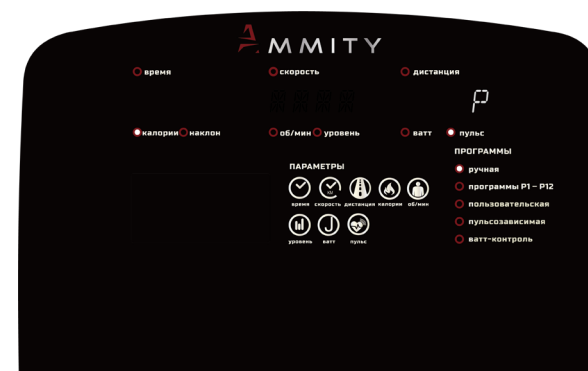 AMMITY
время скорость дистанция
P
калории наклон об/мин уровень ватт пульс
ПРОГРАММЫ
ручная
ПАРАМЕТРЫ
программы P1 – P12
время скорость дистанция калории об/мин
пользовательская
пульсозависимая
уровень ватт пульс
ватт-контроль